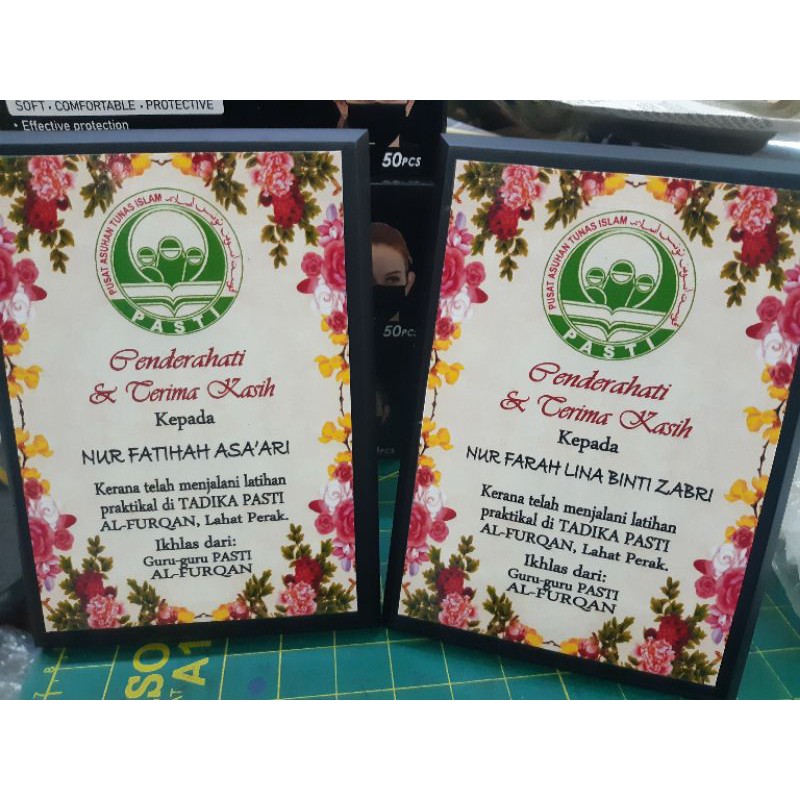 SOFT · COMFORTABLE · PROTECTIVE
• Effective protection
50PCS
50PC
PUSAT ASUHAN TUNAS ISLAM
PASTI
Cenderahati
& Terima Kasih
Kepada
NUR FATIHAH ASA'ARI
Kerana telah menjalani latihan
praktikal di TADIKA PASTI
AL-FURQAN, Lahat Perak.
Ikhlas dari:
Guru-guru PASTI
AL-FURQAN
PUSAT ASUHAN TUNAS ISLAM
PASTI
Cenderahati
& Terima Kasih
Kepada
NUR FARAH LINA BINTI ZABRI
Kerana telah menjalani latihan
praktikal di TADIKA PASTI
AL-FURQAN, Lahat Perak.
Ikhlas dari:
Guru-guru PASTI
AL-FURQAN
A1